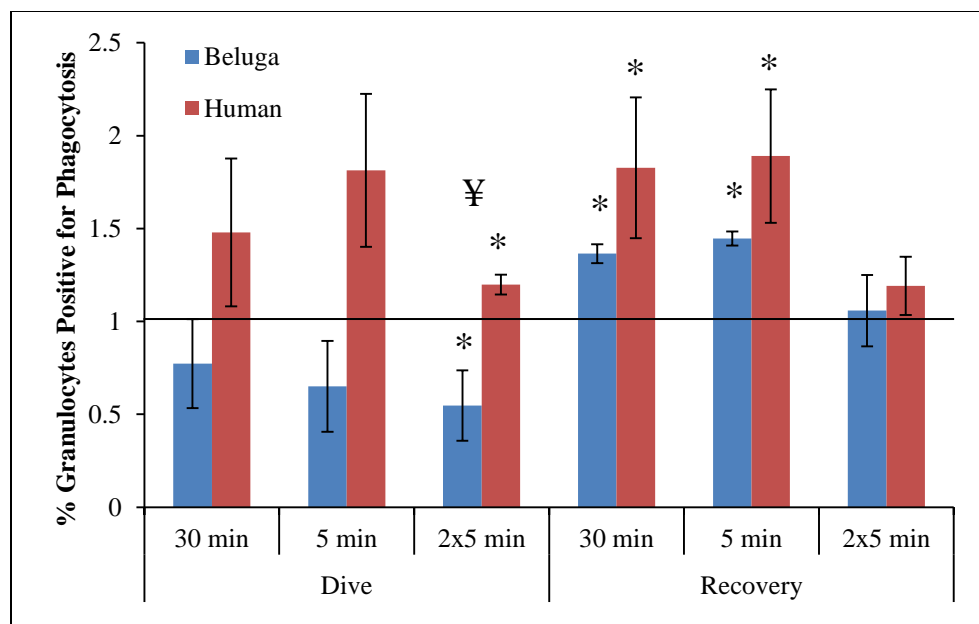 % Granulocytes Positive for Phagocytosis
2.5
2
1.5
1
0.5
0
Beluga
Human
* *
* *
¥
*
*
30 min 5 min 2x5 min 30 min 5 min 2x5 min
Dive Recovery